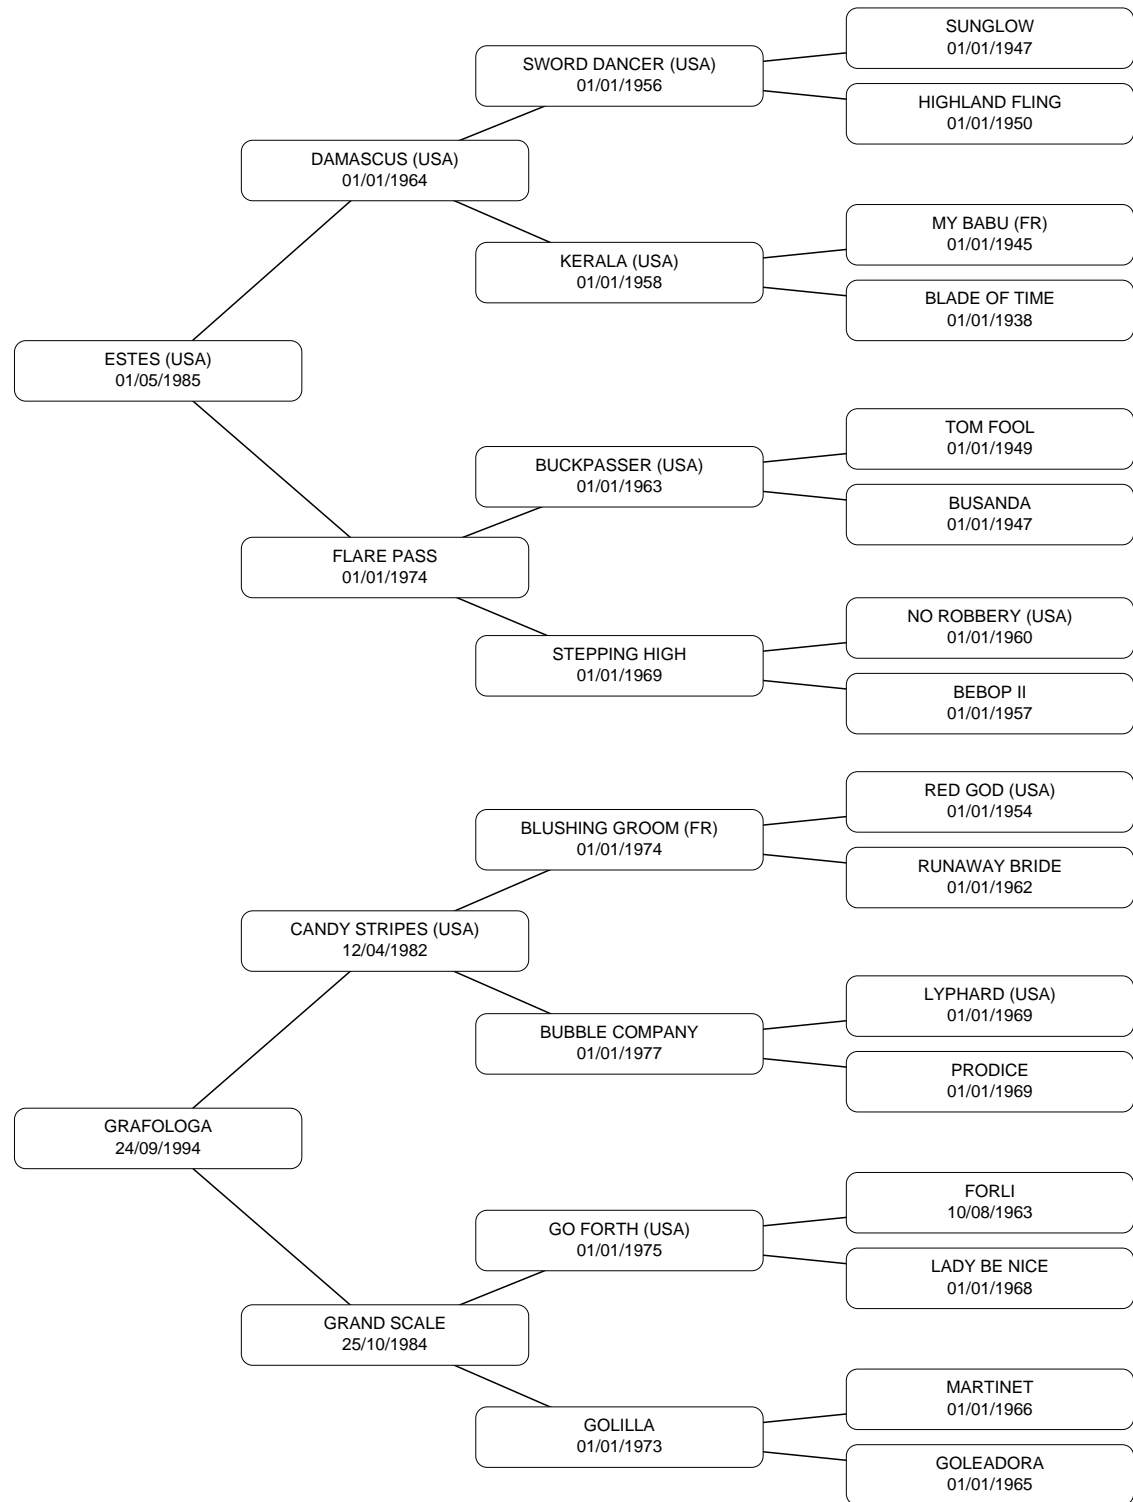 SUNGLOW
01/01/1947
SWORD DANCER (USA)
01/01/1956
HIGHLAND FLING
01/01/1950
DAMASCUS (USA)
01/01/1964
MY BABU (FR)
01/01/1945
KERALA (USA)
01/01/1958
BLADE OF TIME
01/01/1938
ESTES (USA)
01/05/1985
TOM FOOL
01/01/1949
BUCKPASSER (USA)
01/01/1963
BUSANDA
01/01/1947
FLARE PASS
01/01/1974
NO ROBBERY (USA)
01/01/1960
STEPPING HIGH
01/01/1969
BEBOP II
01/01/1957
RED GOD (USA)
01/01/1954
BLUSHING GROOM (FR)
01/01/1974
RUNAWAY BRIDE
01/01/1962
CANDY STRIPES (USA)
12/04/1982
LYPHARD (USA)
01/01/1969
BUBBLE COMPANY
01/01/1977
PRODICE
01/01/1969
GRAFOLOGA
24/09/1994
FORLI
10/08/1963
GO FORTH (USA)
01/01/1975
LADY BE NICE
01/01/1968
GRAND SCALE
25/10/1984
MARTINET
01/01/1966
GOLILLA
01/01/1973
GOLEADORA
01/01/1965